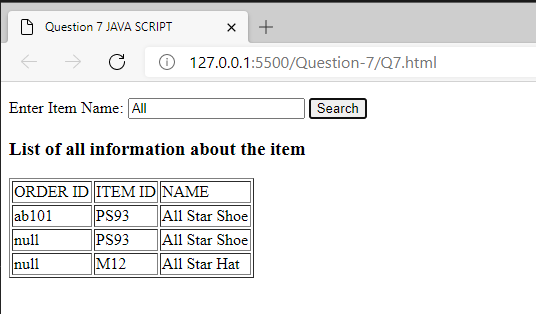 Question 7 JAVA SCRIPT
127.0.0.1:5500/Question-7/Q7.html
Enter Item Name: All Search
List of all information about the item
ORDER ID ITEM ID NAME
ab101 PS93 All Star Shoe
null PS93 All Star Shoe
null M12 All Star Hat